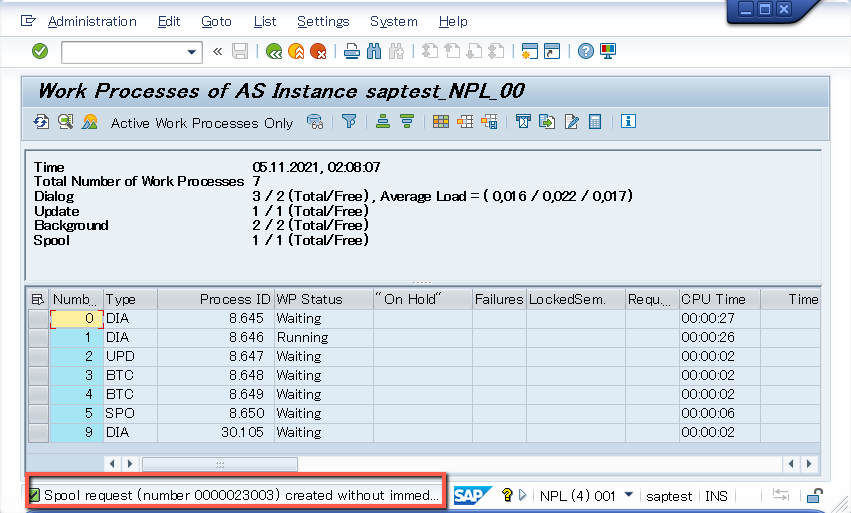 Administration Edit Goto List Settings System Help
«
Work Processes of AS Instance saptest_NPL_00
Active Work Processes Only
Time 05.11.2021, 02:08:07
Total Number of Work Processes 7
Dialog 3 / 2 (Total/Free) , Average Load = ( 0,016 / 0,022 / 0,017)
Update 1 / 1 (Total/Free)
Background 2 / 2 (Total/Free)
Spool 1 / 1 (Total/Free)
Numb... Type Process ID WP Status "On Hold" Failures LockedSem. Requ... CPU Time Time
0 DIA 8.645 Waiting 00:00:27
1 DIA 8.646 Running 00:00:26
2 UPD 8.647 Waiting 00:00:02
3 BTC 8.648 Waiting 00:00:02
4 BTC 8.649 Waiting 00:00:02
5 SPO 8.650 Waiting 00:00:06
9 DIA 30.105 Waiting 00:00:02
Spool request (number 0000023003) created without immed... SAP NPL (4) 001 saptest INS